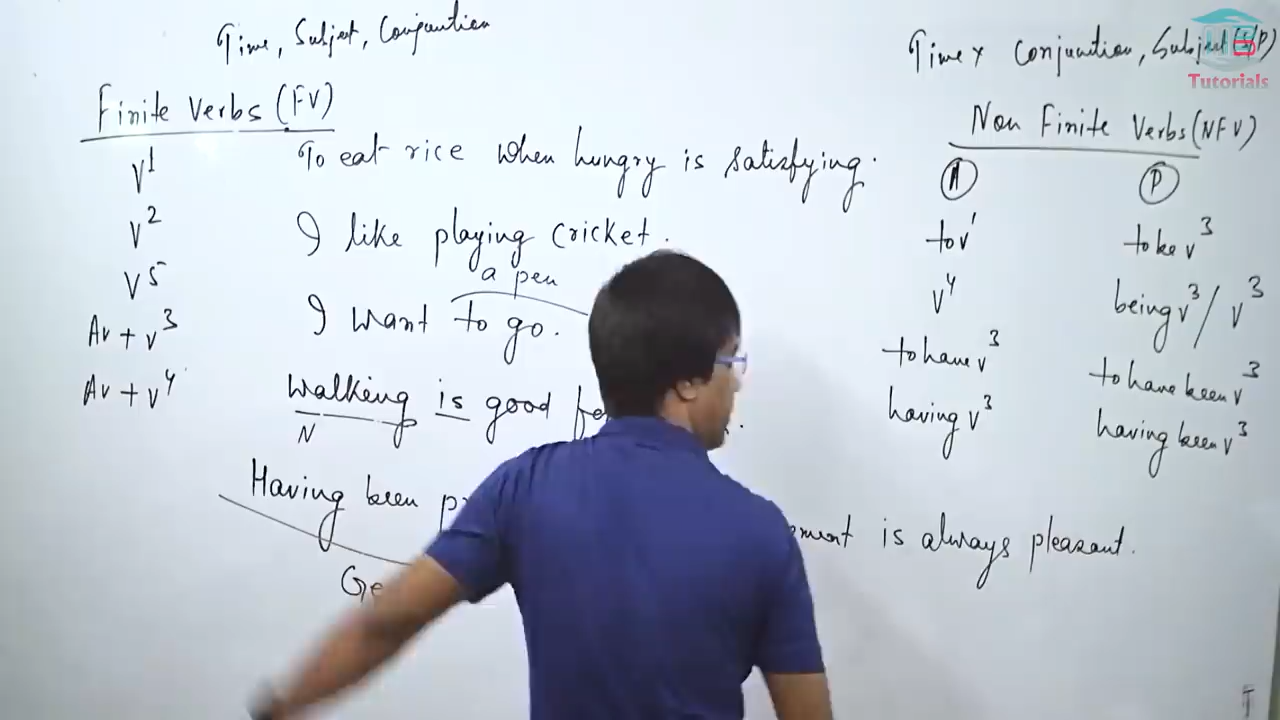 Time, Subject, Conjunction
Time x Conjunction, Subject (S/P)
Tutorials
Finite Verbs (FV)
Non Finite Verbs (NFV)
V1
To eat rice when hungry is satisfying.
A
P
V2
I like playing cricket.
to v1
to be v3
V5
a pen
v4
being v3 / v3
Av + v3
I want to go.
to have v3
to have been v3
Av + v4
Walking is good
having v3
having been v3
N
Having been
is always pleasant.